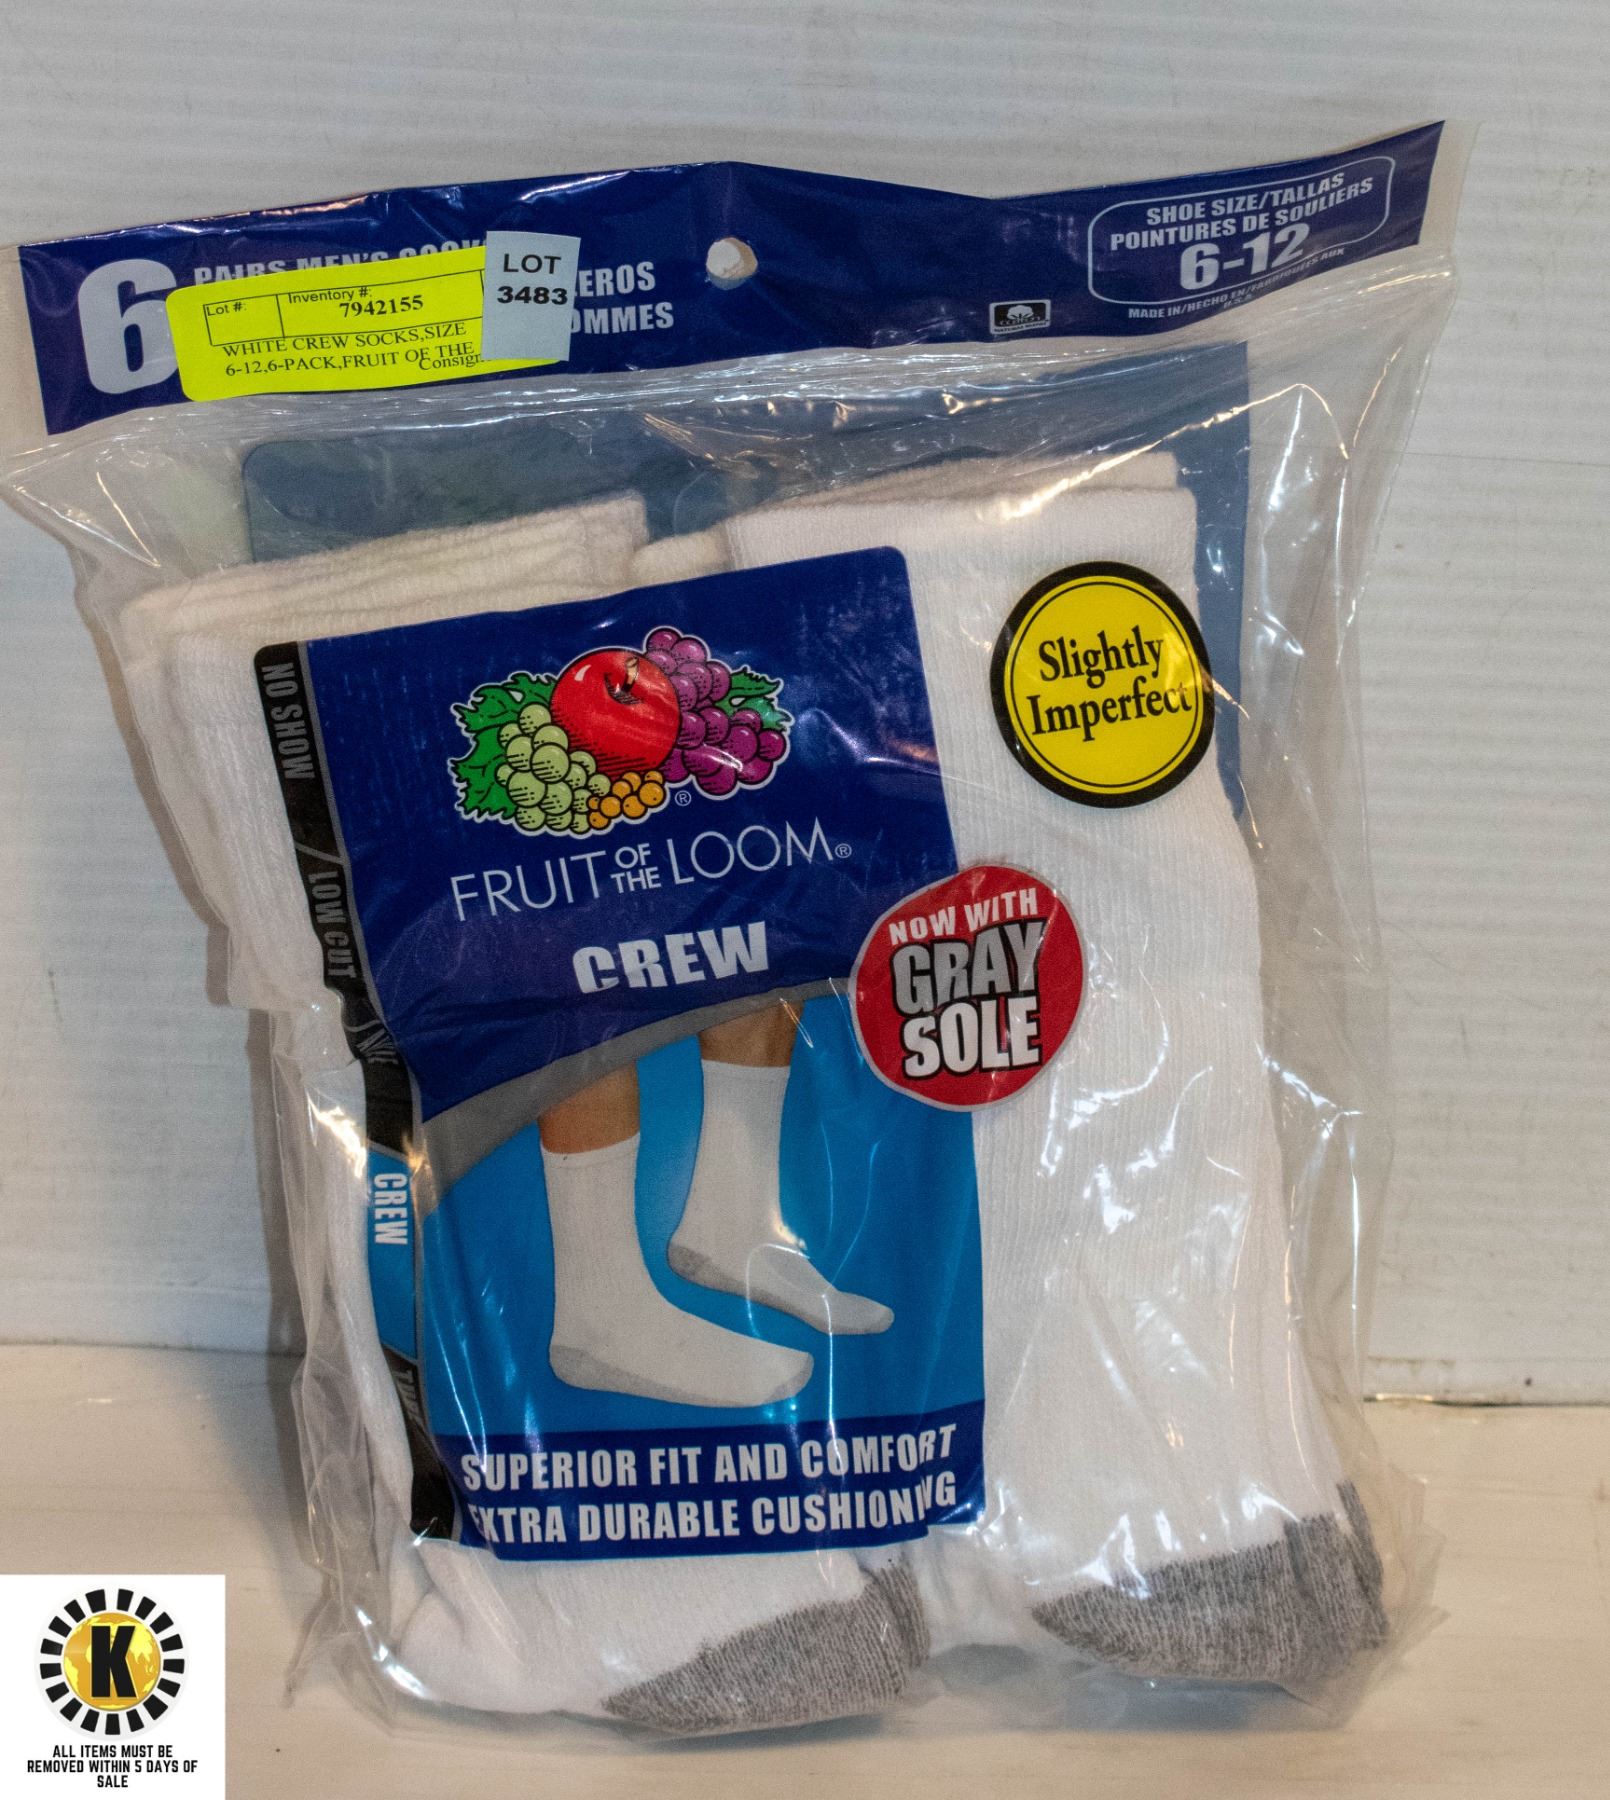 6
PAIRS MEN'S
EROS
OMMES
Lot #:
Inventory #:
7942155
WHITE CREW SOCKS,SIZE
6-12,6-PACK,FRUIT OF THE
Consign
LOT
3483
SHOE SIZE/TALLAS
POINTURES DE SOULIERS
6-12
MADE IN/HECHO EN/FABRIQUÉES AUX
U.S.A.
Slightly
Imperfect
NO SHOW
LOW CUT
CREW
FRUIT OF THE LOOM®
CREW
NOW WITH
GRAY
SOLE
SUPERIOR FIT AND COMFORT
EXTRA DURABLE CUSHIONING
K
ALL ITEMS MUST BE
REMOVED WITHIN 5 DAYS OF
SALE